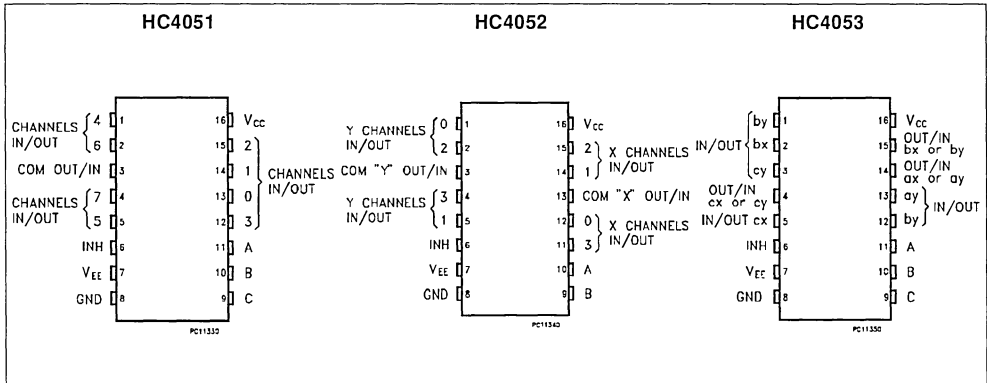 HC4051
CHANNELS IN/OUT
4 1
6 2
COM OUT/IN 3
CHANNELS IN/OUT
7 4
5 5
INH 6
VEE 7
GND 8
16 VCC
15 2
14 1
13 0
12 3
CHANNELS IN/OUT
11 A
10 B
9 C
PC11330
HC4052
Y CHANNELS IN/OUT
0 1
2 2
COM "Y" OUT/IN 3
Y CHANNELS IN/OUT
3 4
1 5
INH 6
VEE 7
GND 8
16 VCC
15 2
14 1
X CHANNELS IN/OUT
13 COM "X" OUT/IN
12 0
11 3
X CHANNELS IN/OUT
10 A
9 B
PC11340
HC4053
IN/OUT
by 1
bx 2
cy 3
OUT/IN
cx or cy 4
IN/OUT cx 5
INH 6
VEE 7
GND 8
16 VCC
15 OUT/IN
bx or by
14 OUT/IN
ax or ay
13 ay
12 by
IN/OUT
11 A
10 B
9 C
PC11350